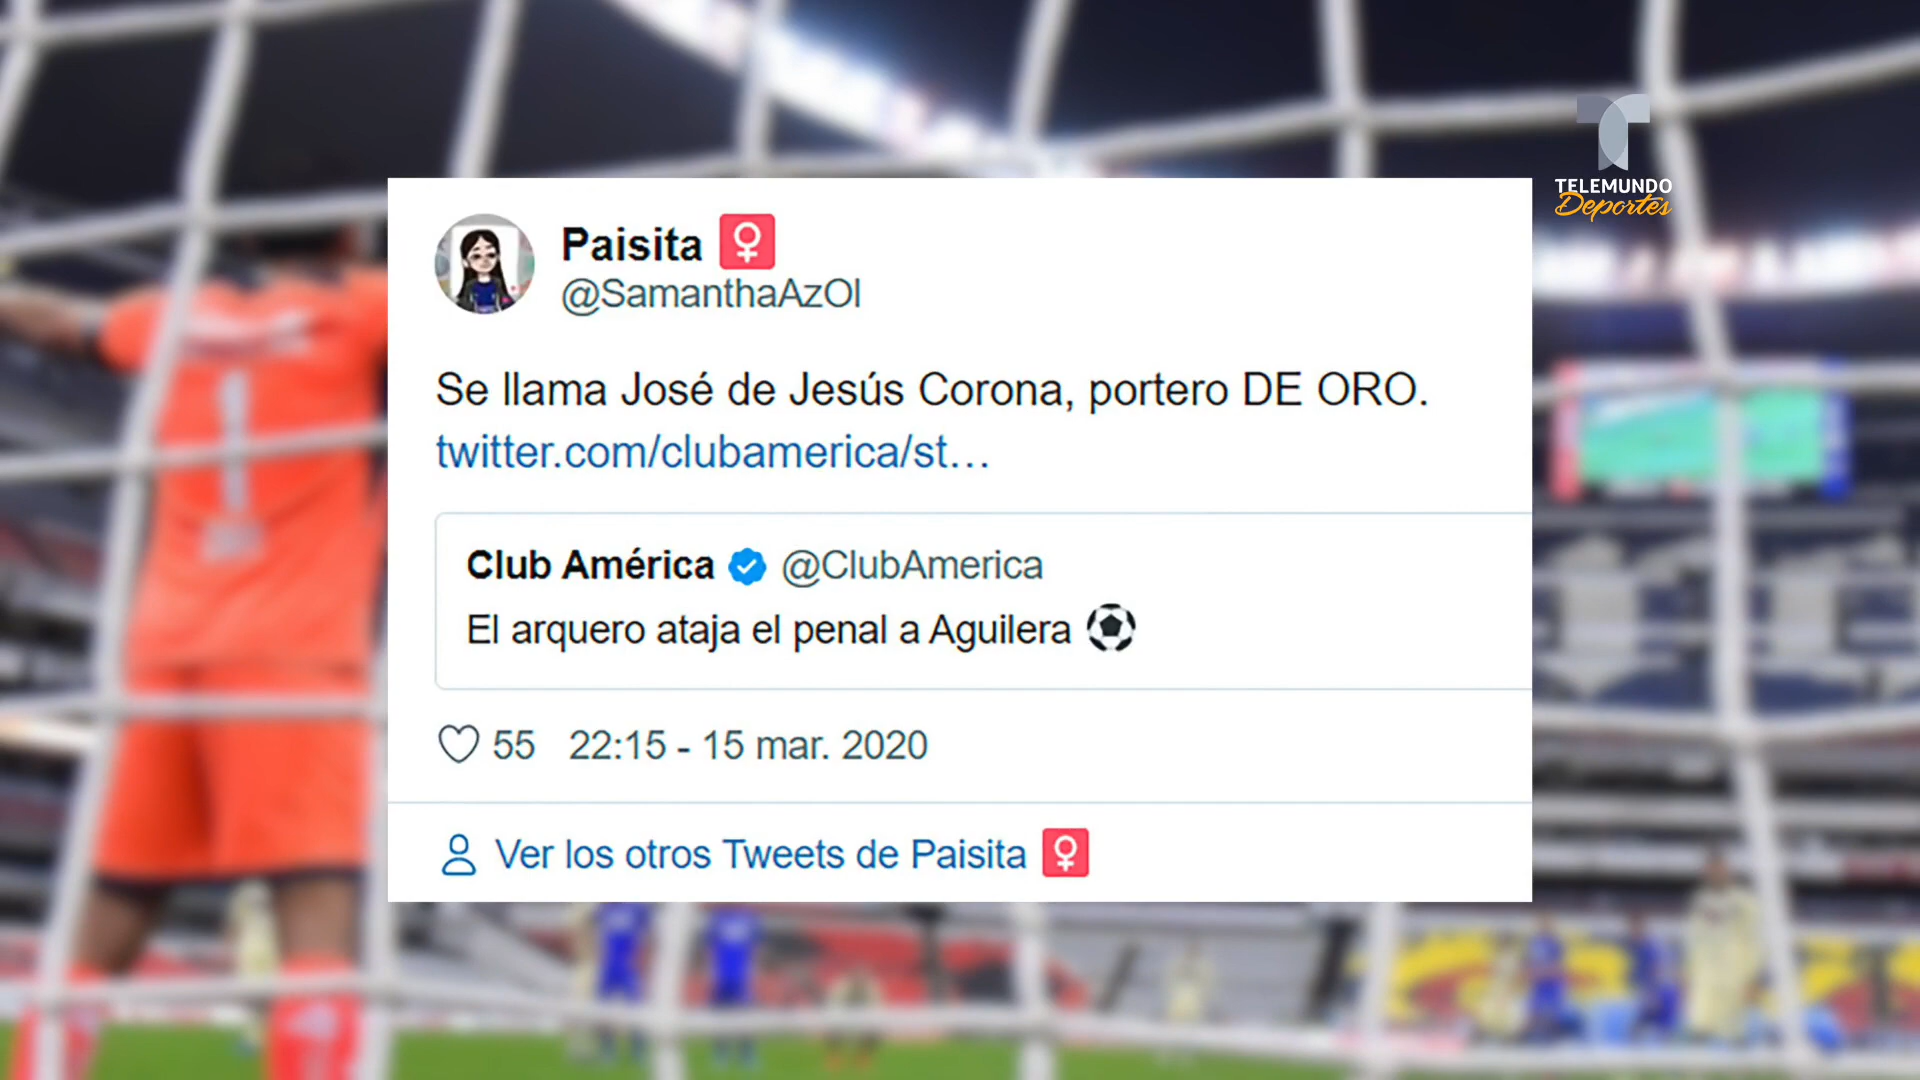 TELEMUNDO
Deportes
Paisita
@SamanthaAzOl
Se llama José de Jesús Corona, portero DE ORO.
twitter.com/clubamerica/st…
Club América @ClubAmerica
El arquero ataja el penal a Aguilera
55 22:15 - 15 mar. 2020
Ver los otros Tweets de Paisita
1